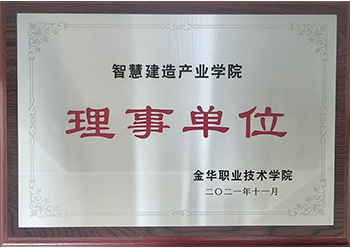 智慧建造产业学院
理事单位
金华职业技术学院
二〇二一年十一月